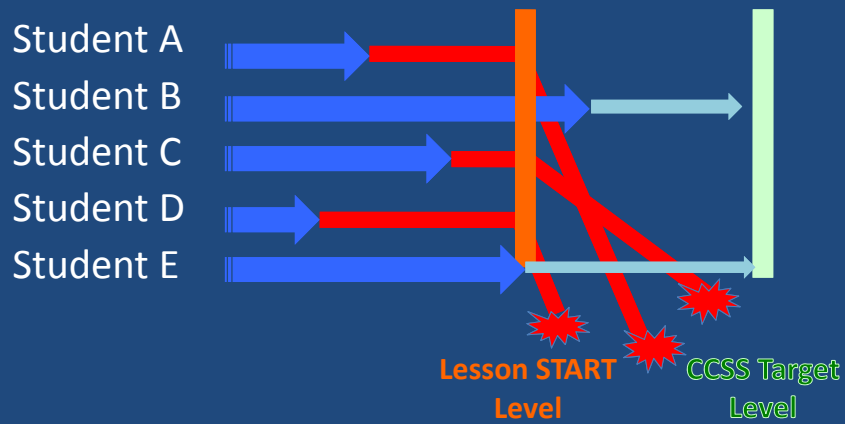 Student A
Student B
Student C
Student D
Student E
Lesson START
Level
CCSS Target
Level